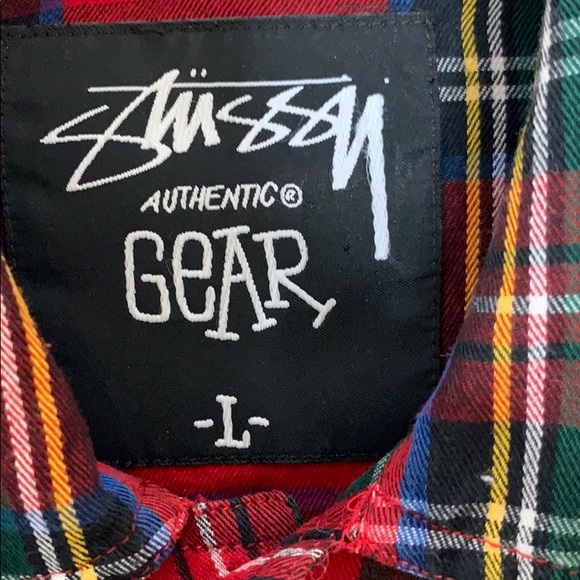 Stüssy
AUTHENTIC®
GeAR
-L-